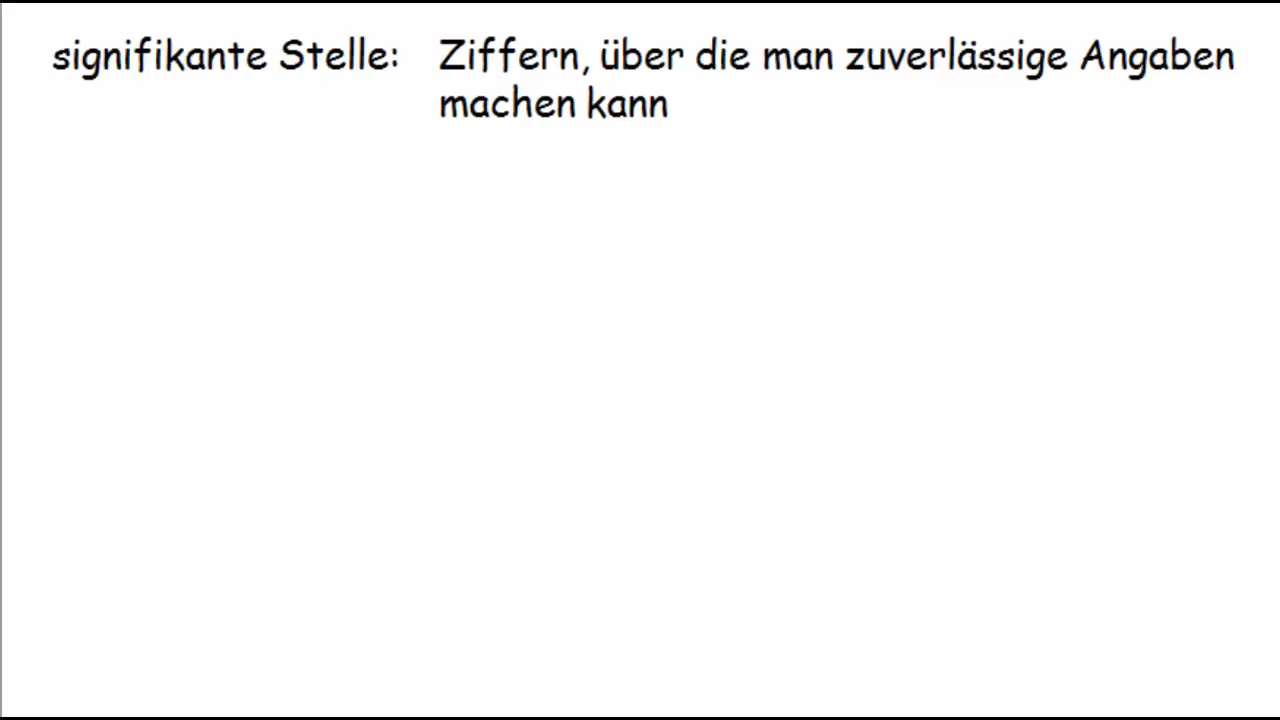 signifikante Stelle: Ziffern, über die man zuverlässige Angaben
machen kann